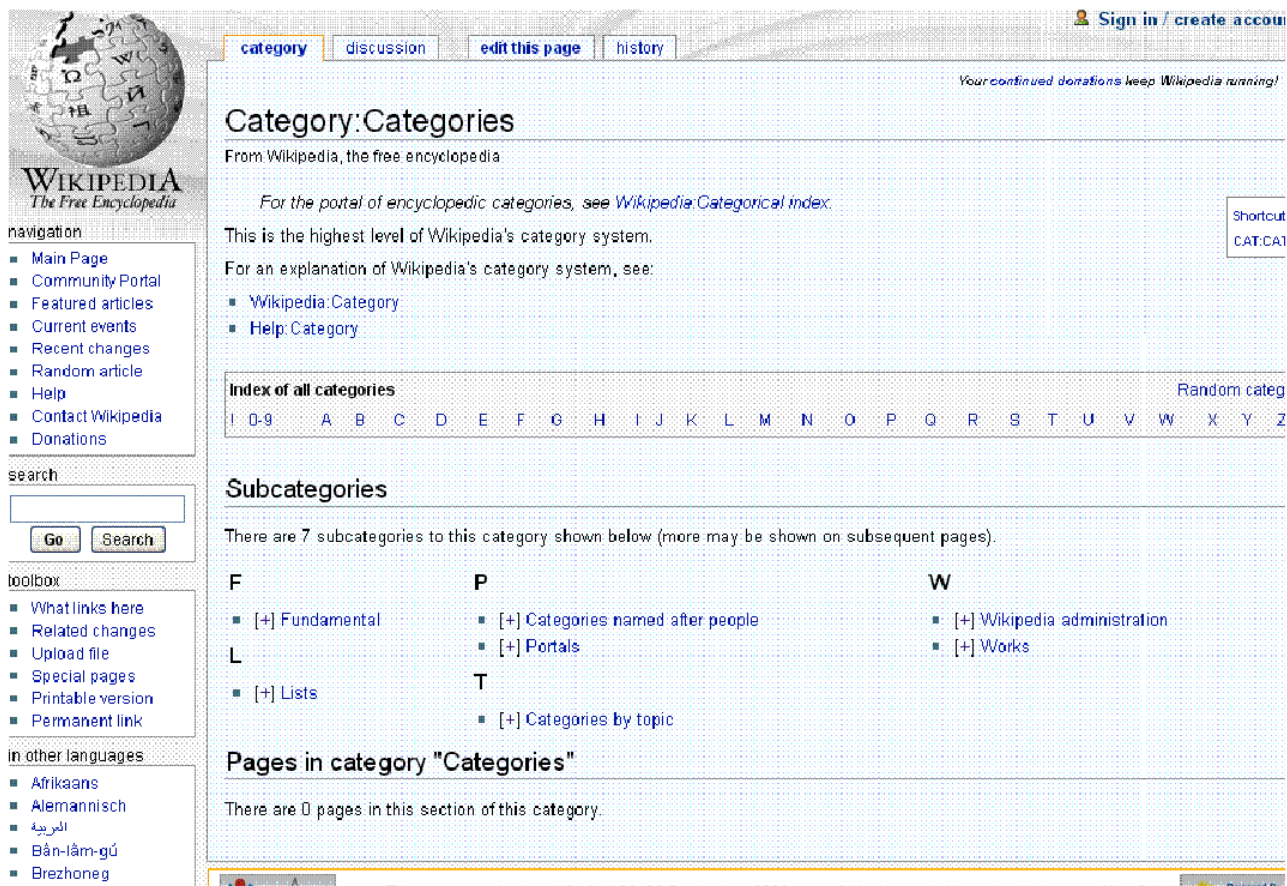 Sign in / create accour
category discussion edit this page history
Your continued donations keep Wikipedia running!
Category:Categories
From Wikipedia, the free encyclopedia
For the portal of encyclopedic categories, see Wikipedia:Categorical index.
Shortcut
CAT:CAT
This is the highest level of Wikipedia's category system.
For an explanation of Wikipedia's category system, see:
Wikipedia:Category
Help:Category
Index of all categories Random categ
! 0-9 A B C D E F G H I J K L M N O P Q R S T U V W X Y Z
Subcategories
There are 7 subcategories to this category shown below (more may be shown on subsequent pages).
F
[+] Fundamental
L
[+] Lists
P
[+] Categories named after people
[+] Portals
T
[+] Categories by topic
W
[+] Wikipedia administration
[+] Works
Pages in category "Categories"
There are 0 pages in this section of this category.
WIKIPEDIA
The Free Encyclopedia
navigation
Main Page
Community Portal
Featured articles
Current events
Recent changes
Random article
Help
Contact Wikipedia
Donations
search
Go Search
toolbox
What links here
Related changes
Upload file
Special pages
Printable version
Permanent link
in other languages
Afrikaans
Alemannisch
العربية
Bân-lâm-gú
Brezhoneg